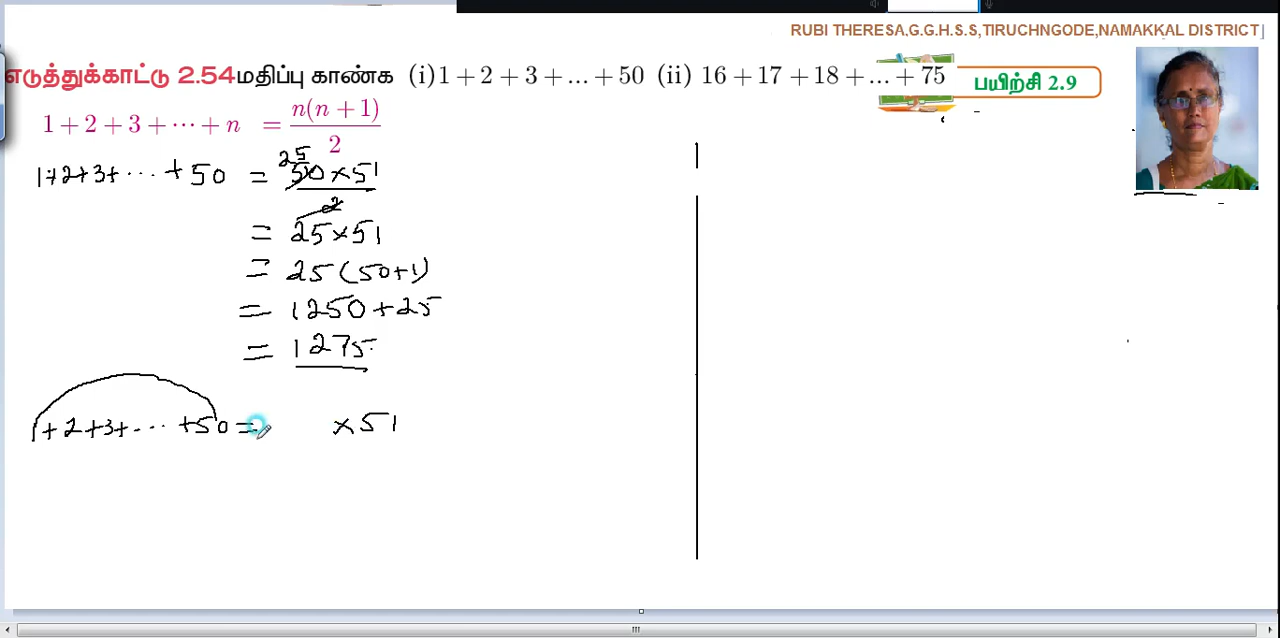 RUBI THERESA,G.G.H.S.S,TIRUCHNGODE,NAMAKKAL DISTRICT
எடுத்துக்காட்டு 2.54 மதிப்பு காண்க (i) 1 + 2 + 3 + ... + 50 (ii) 16 + 17 + 18 + ... + 75
பயிற்சி 2.9
1 + 2 + 3 + ⋯ + n = n(n + 1)/2
1+2+3+ ... +50 = 25 50 × 51 / 2
= 25 × 51
= 25 (50+1)
= 1250 + 25
= 1275
1+2+3+ ... +50 = × 51